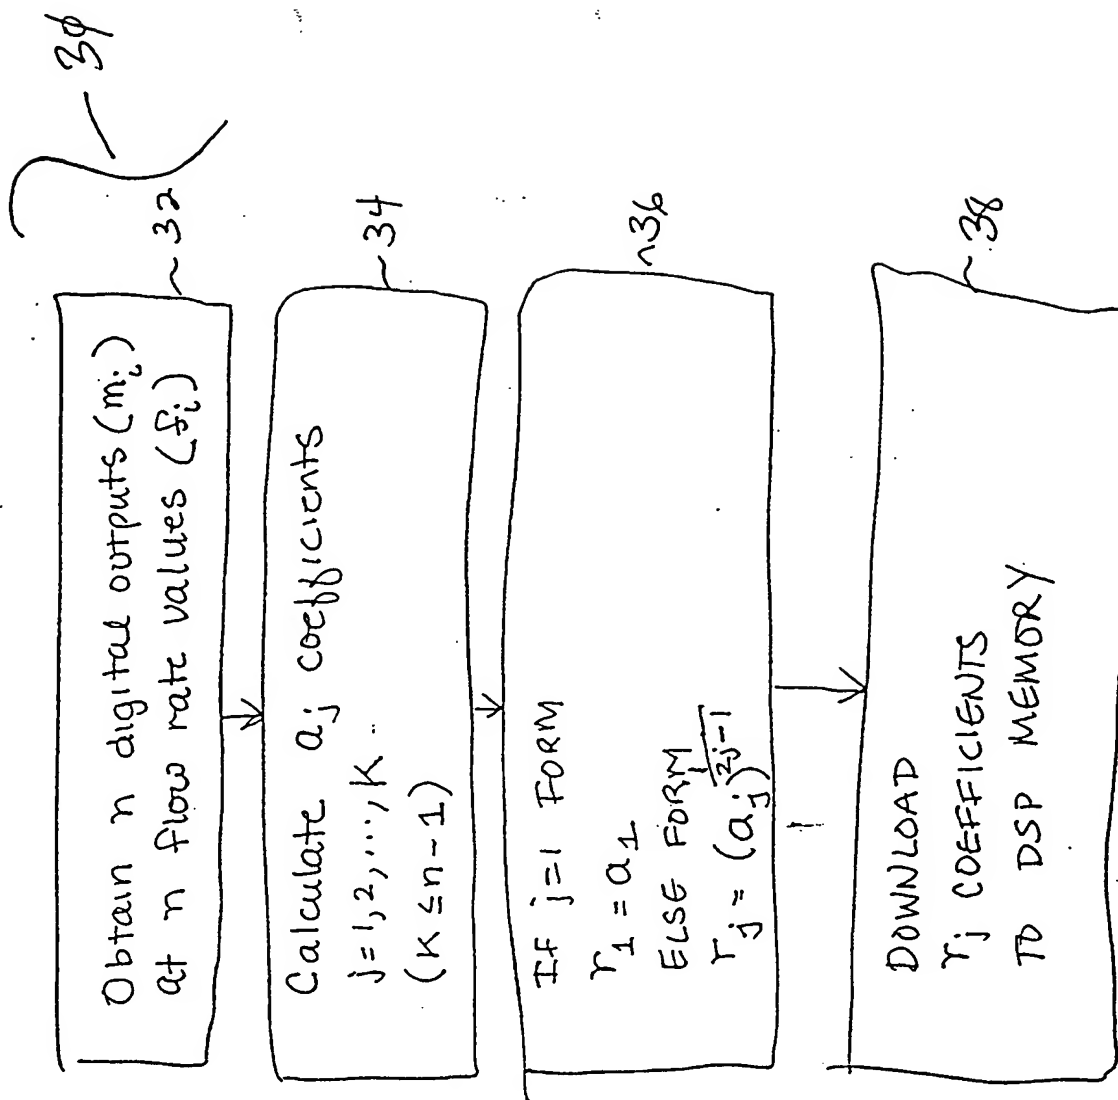 30
Obtain n digital outputs (mᵢ)
at n flow rate values (fᵢ)
32
Calculate aⱼ coefficients
j=1,2,...,K
(K ≤ n-1)
34
If j=1 FORM
r₁ = a₁
ELSE FORM
rⱼ = (aⱼ)^(1/(2j-1))
36
DOWNLOAD
rⱼ COEFFICIENTS
TO DSP MEMORY
38